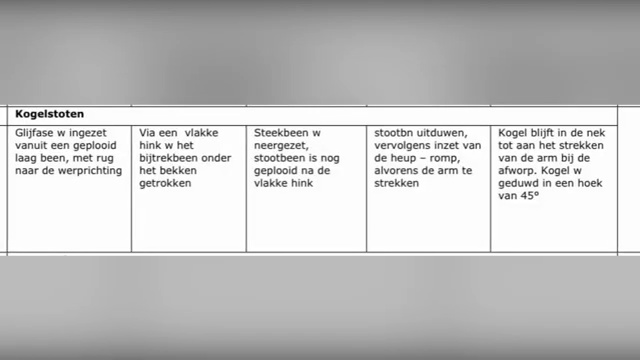 Kogelstoten
Glijfase w ingezet
vanuit een geplooid
laag been, met rug
naar de werprichting
Via een vlakke
hink w het
bijtrekbeen onder
het bekken
getrokken
Steekbeen w
neergezet,
stootbeen is nog
geplooid na de
vlakke hink
stootbn uitduwen,
vervolgens inzet van
de heup – romp,
alvorens de arm te
strekken
Kogel blijft in de nek
tot aan het strekken
van de arm bij de
afworp. Kogel w
geduwd in een hoek
van 45°